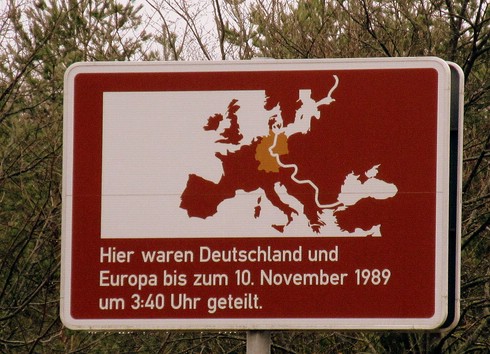 Hier waren Deutschland und
Europa bis zum 10. November 1989
um 3:40 Uhr geteilt.